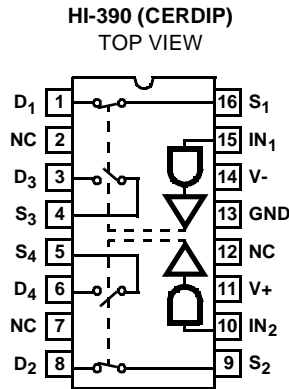 HI-390 (CERDIP)
TOP VIEW
D1 1 16 S1
NC 2 15 IN1
D3 3 14 V-
S3 4 13 GND
S4 5 12 NC
D4 6 11 V+
NC 7 10 IN2
D2 8 9 S2